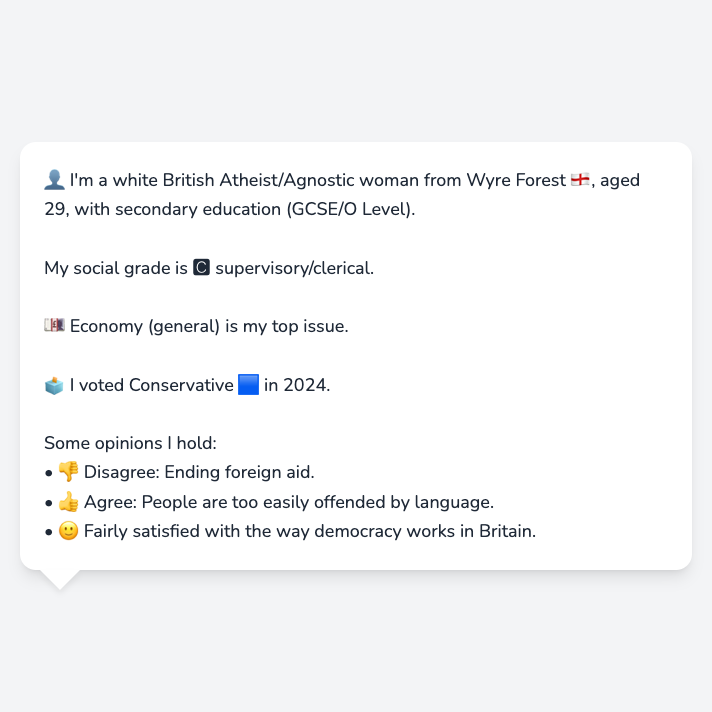 👤 I'm a white British Atheist/Agnostic woman from Wyre Forest 🏴󠁧󠁢󠁥󠁮󠁧󠁿, aged
29, with secondary education (GCSE/O Level).
My social grade is 🅲 supervisory/clerical.
💷 Economy (general) is my top issue.
🗳️ I voted Conservative 🟦 in 2024.
Some opinions I hold:
• 👎 Disagree: Ending foreign aid.
• 👍 Agree: People are too easily offended by language.
• 🙂 Fairly satisfied with the way democracy works in Britain.